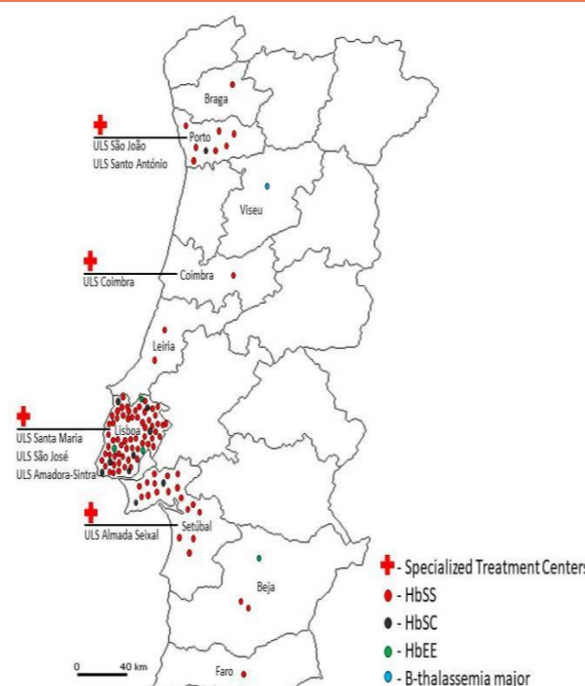 Braga
Porto
ULS São João
ULS Santo António
Viseu
Coimbra
ULS Coimbra
Leiria
Lisboa
ULS Santa Maria
ULS São José
ULS Amadora-Sintra
Setúbal
ULS Almada Seixal
Beja
Faro
0 40 km
- Specialized Treatment Centers
- HbSS
- HbSC
- HbEE
- B-thalassemia major